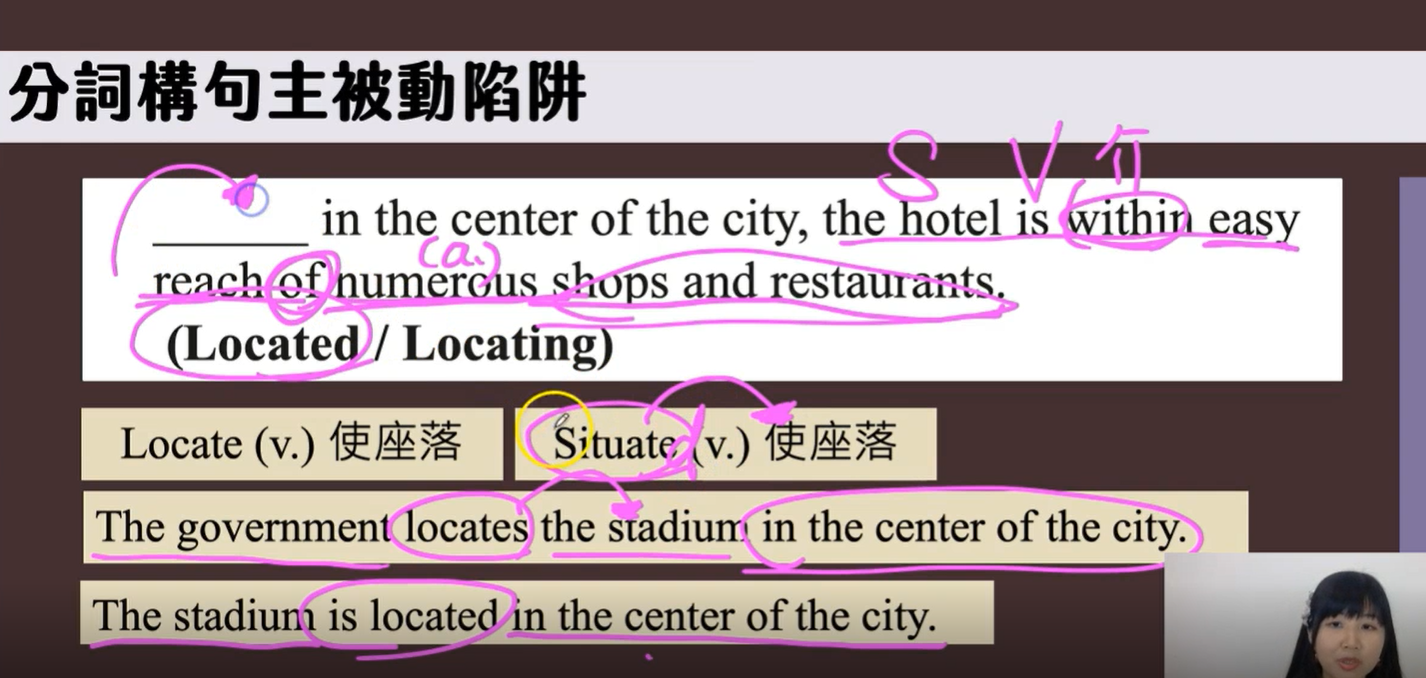 分詞構句主被動陷阱
S V 介
______ in the center of the city, the hotel is within easy
(a.)
reach of numerous shops and restaurants.
(Located / Locating)
Locate (v.) 使座落
Situated (v.) 使座落
The government locates the stadium in the center of the city.
The stadium is located in the center of the city.